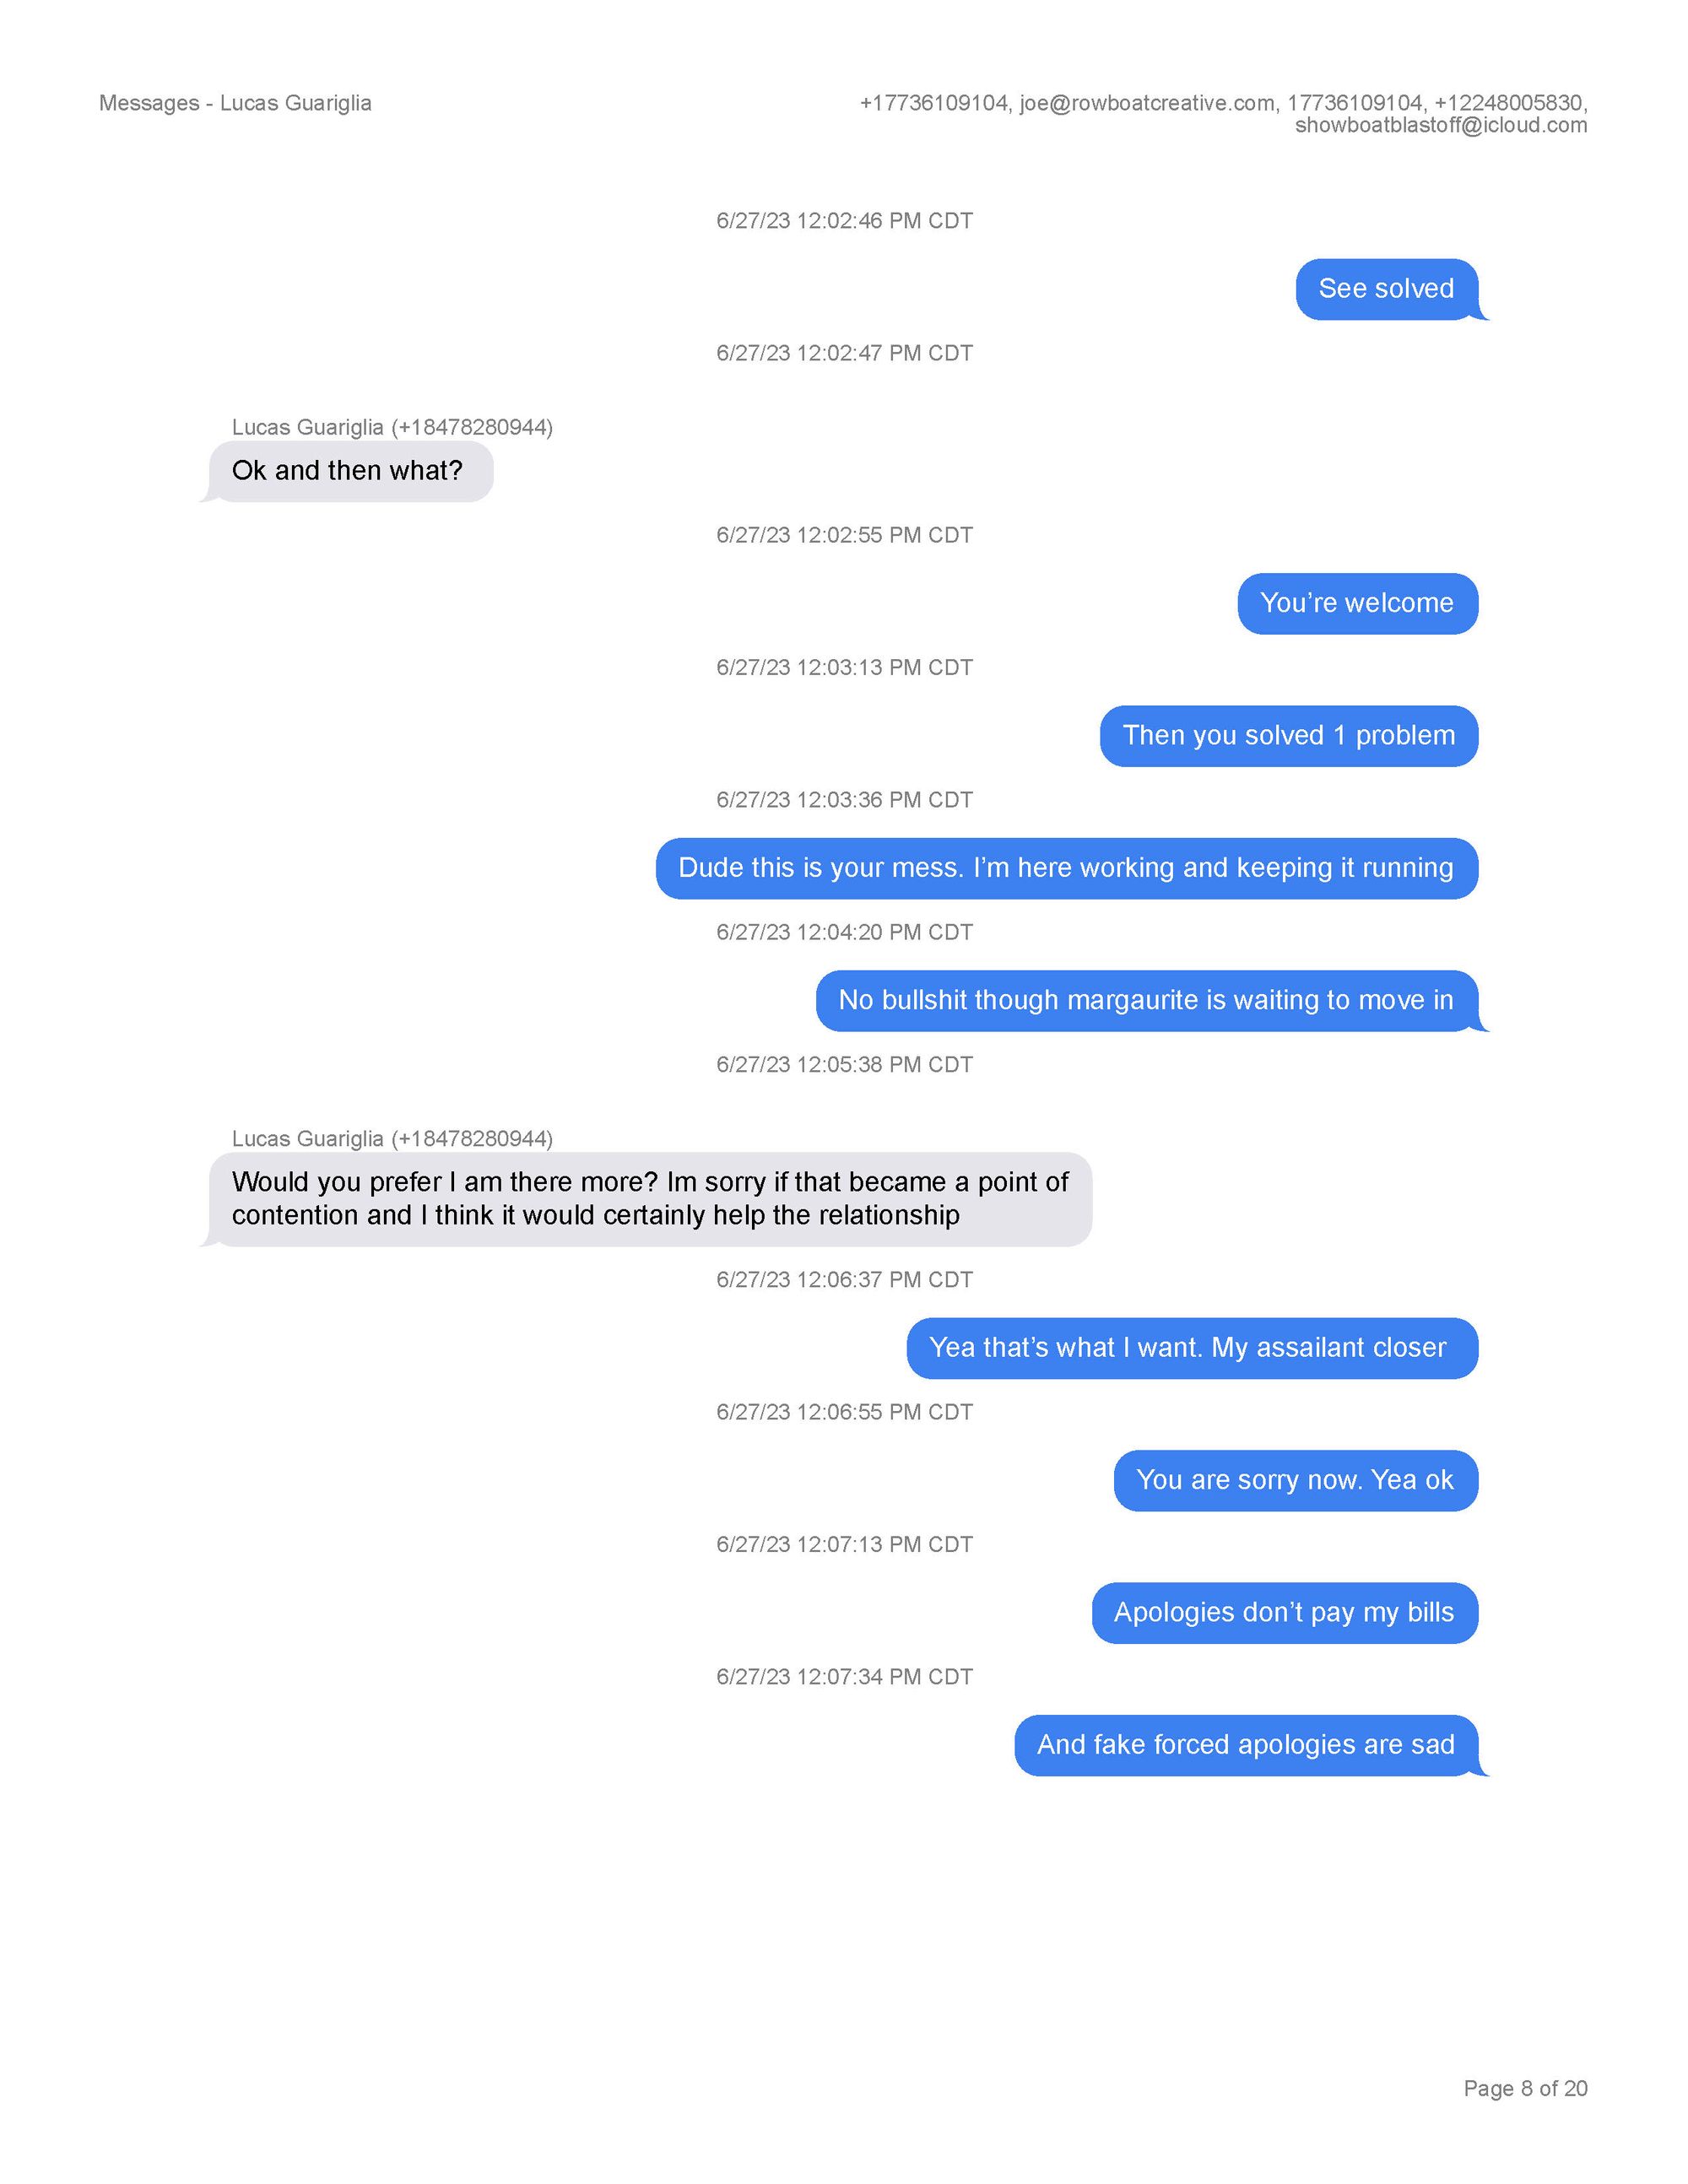 Messages - Lucas Guariglia
+17736109104, joe@rowboatcreative.com, 17736109104, +12248005830,
showboatblastoff@icloud.com
6/27/23 12:02:46 PM CDT
See solved
6/27/23 12:02:47 PM CDT
Lucas Guariglia (+18478280944)
Ok and then what?
6/27/23 12:02:55 PM CDT
You’re welcome
6/27/23 12:03:13 PM CDT
Then you solved 1 problem
6/27/23 12:03:36 PM CDT
Dude this is your mess. I’m here working and keeping it running
6/27/23 12:04:20 PM CDT
No bullshit though margaurite is waiting to move in
6/27/23 12:05:38 PM CDT
Lucas Guariglia (+18478280944)
Would you prefer I am there more? Im sorry if that became a point of
contention and I think it would certainly help the relationship
6/27/23 12:06:37 PM CDT
Yea that’s what I want. My assailant closer
6/27/23 12:06:55 PM CDT
You are sorry now. Yea ok
6/27/23 12:07:13 PM CDT
Apologies don’t pay my bills
6/27/23 12:07:34 PM CDT
And fake forced apologies are sad
Page 8 of 20